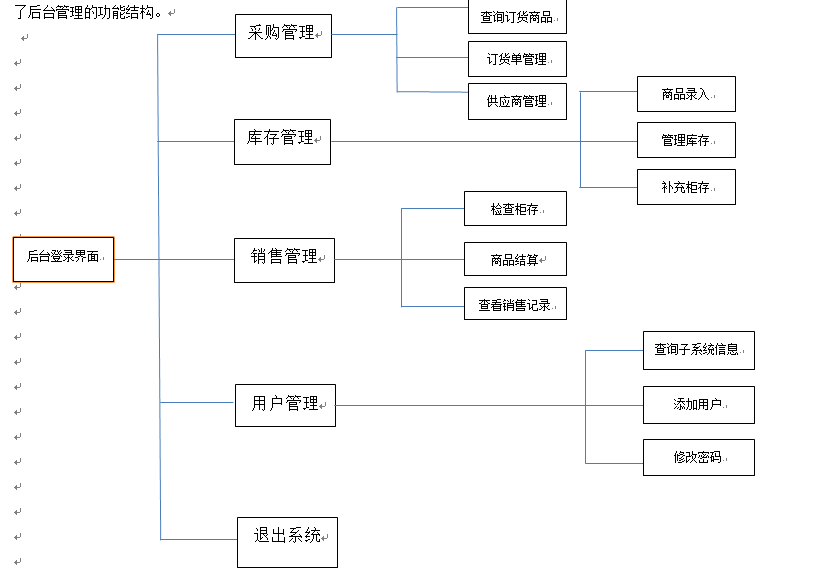 了后台管理的功能结构。
采购管理
查询订货商品
订货单管理
供应商管理
库存管理
商品录入
管理库存
补充柜存
后台登录界面
销售管理
检查柜存
商品结算
查看销售记录
用户管理
查询子系统信息
添加用户
修改密码
退出系统